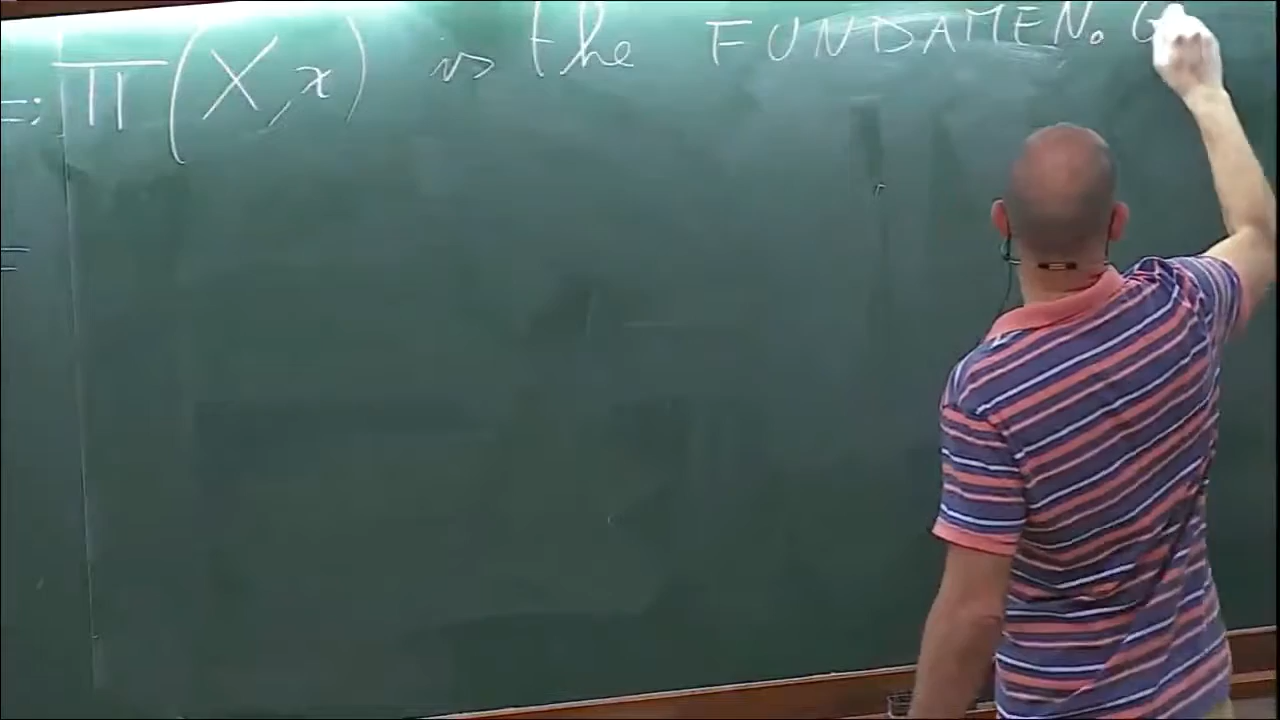 =: Π(X, x) is the FUNDAMEN. G
=